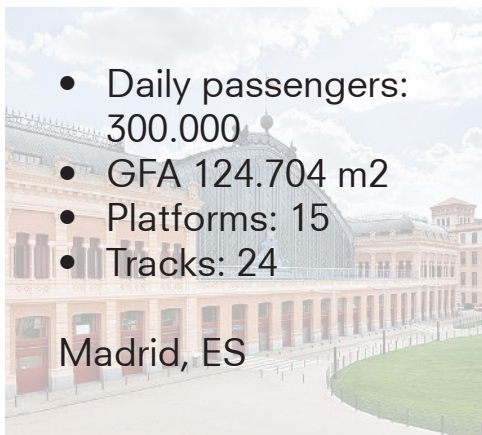 • Daily passengers:
300.000
• GFA 124.704 m2
• Platforms: 15
• Tracks: 24
Madrid, ES